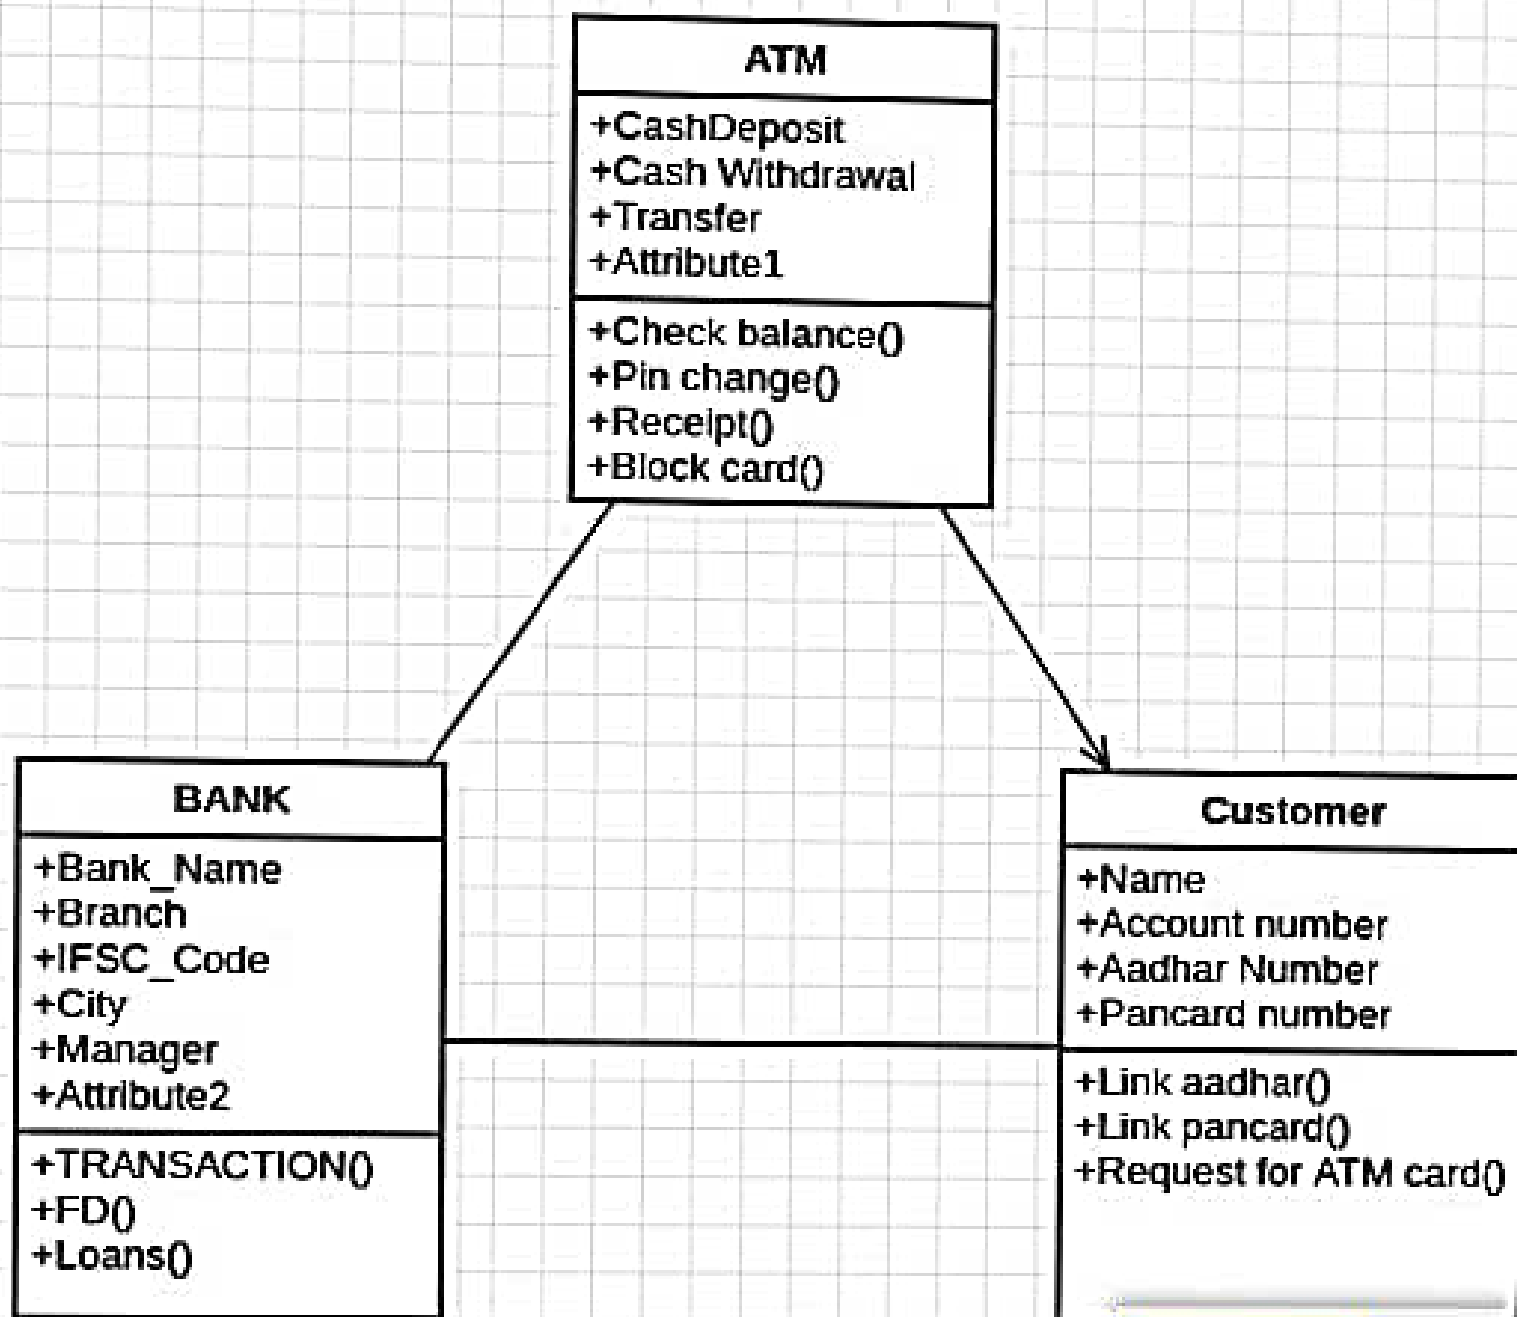 ATM
+CashDeposit
+Cash Withdrawal
+Transfer
+Attribute1
+Check balance()
+Pin change()
+Receipt()
+Block card()
BANK
+Bank_Name
+Branch
+IFSC_Code
+City
+Manager
+Attribute2
+TRANSACTION()
+FD()
+Loans()
Customer
+Name
+Account number
+Aadhar Number
+Pancard number
+Link aadhar()
+Link pancard()
+Request for ATM card()